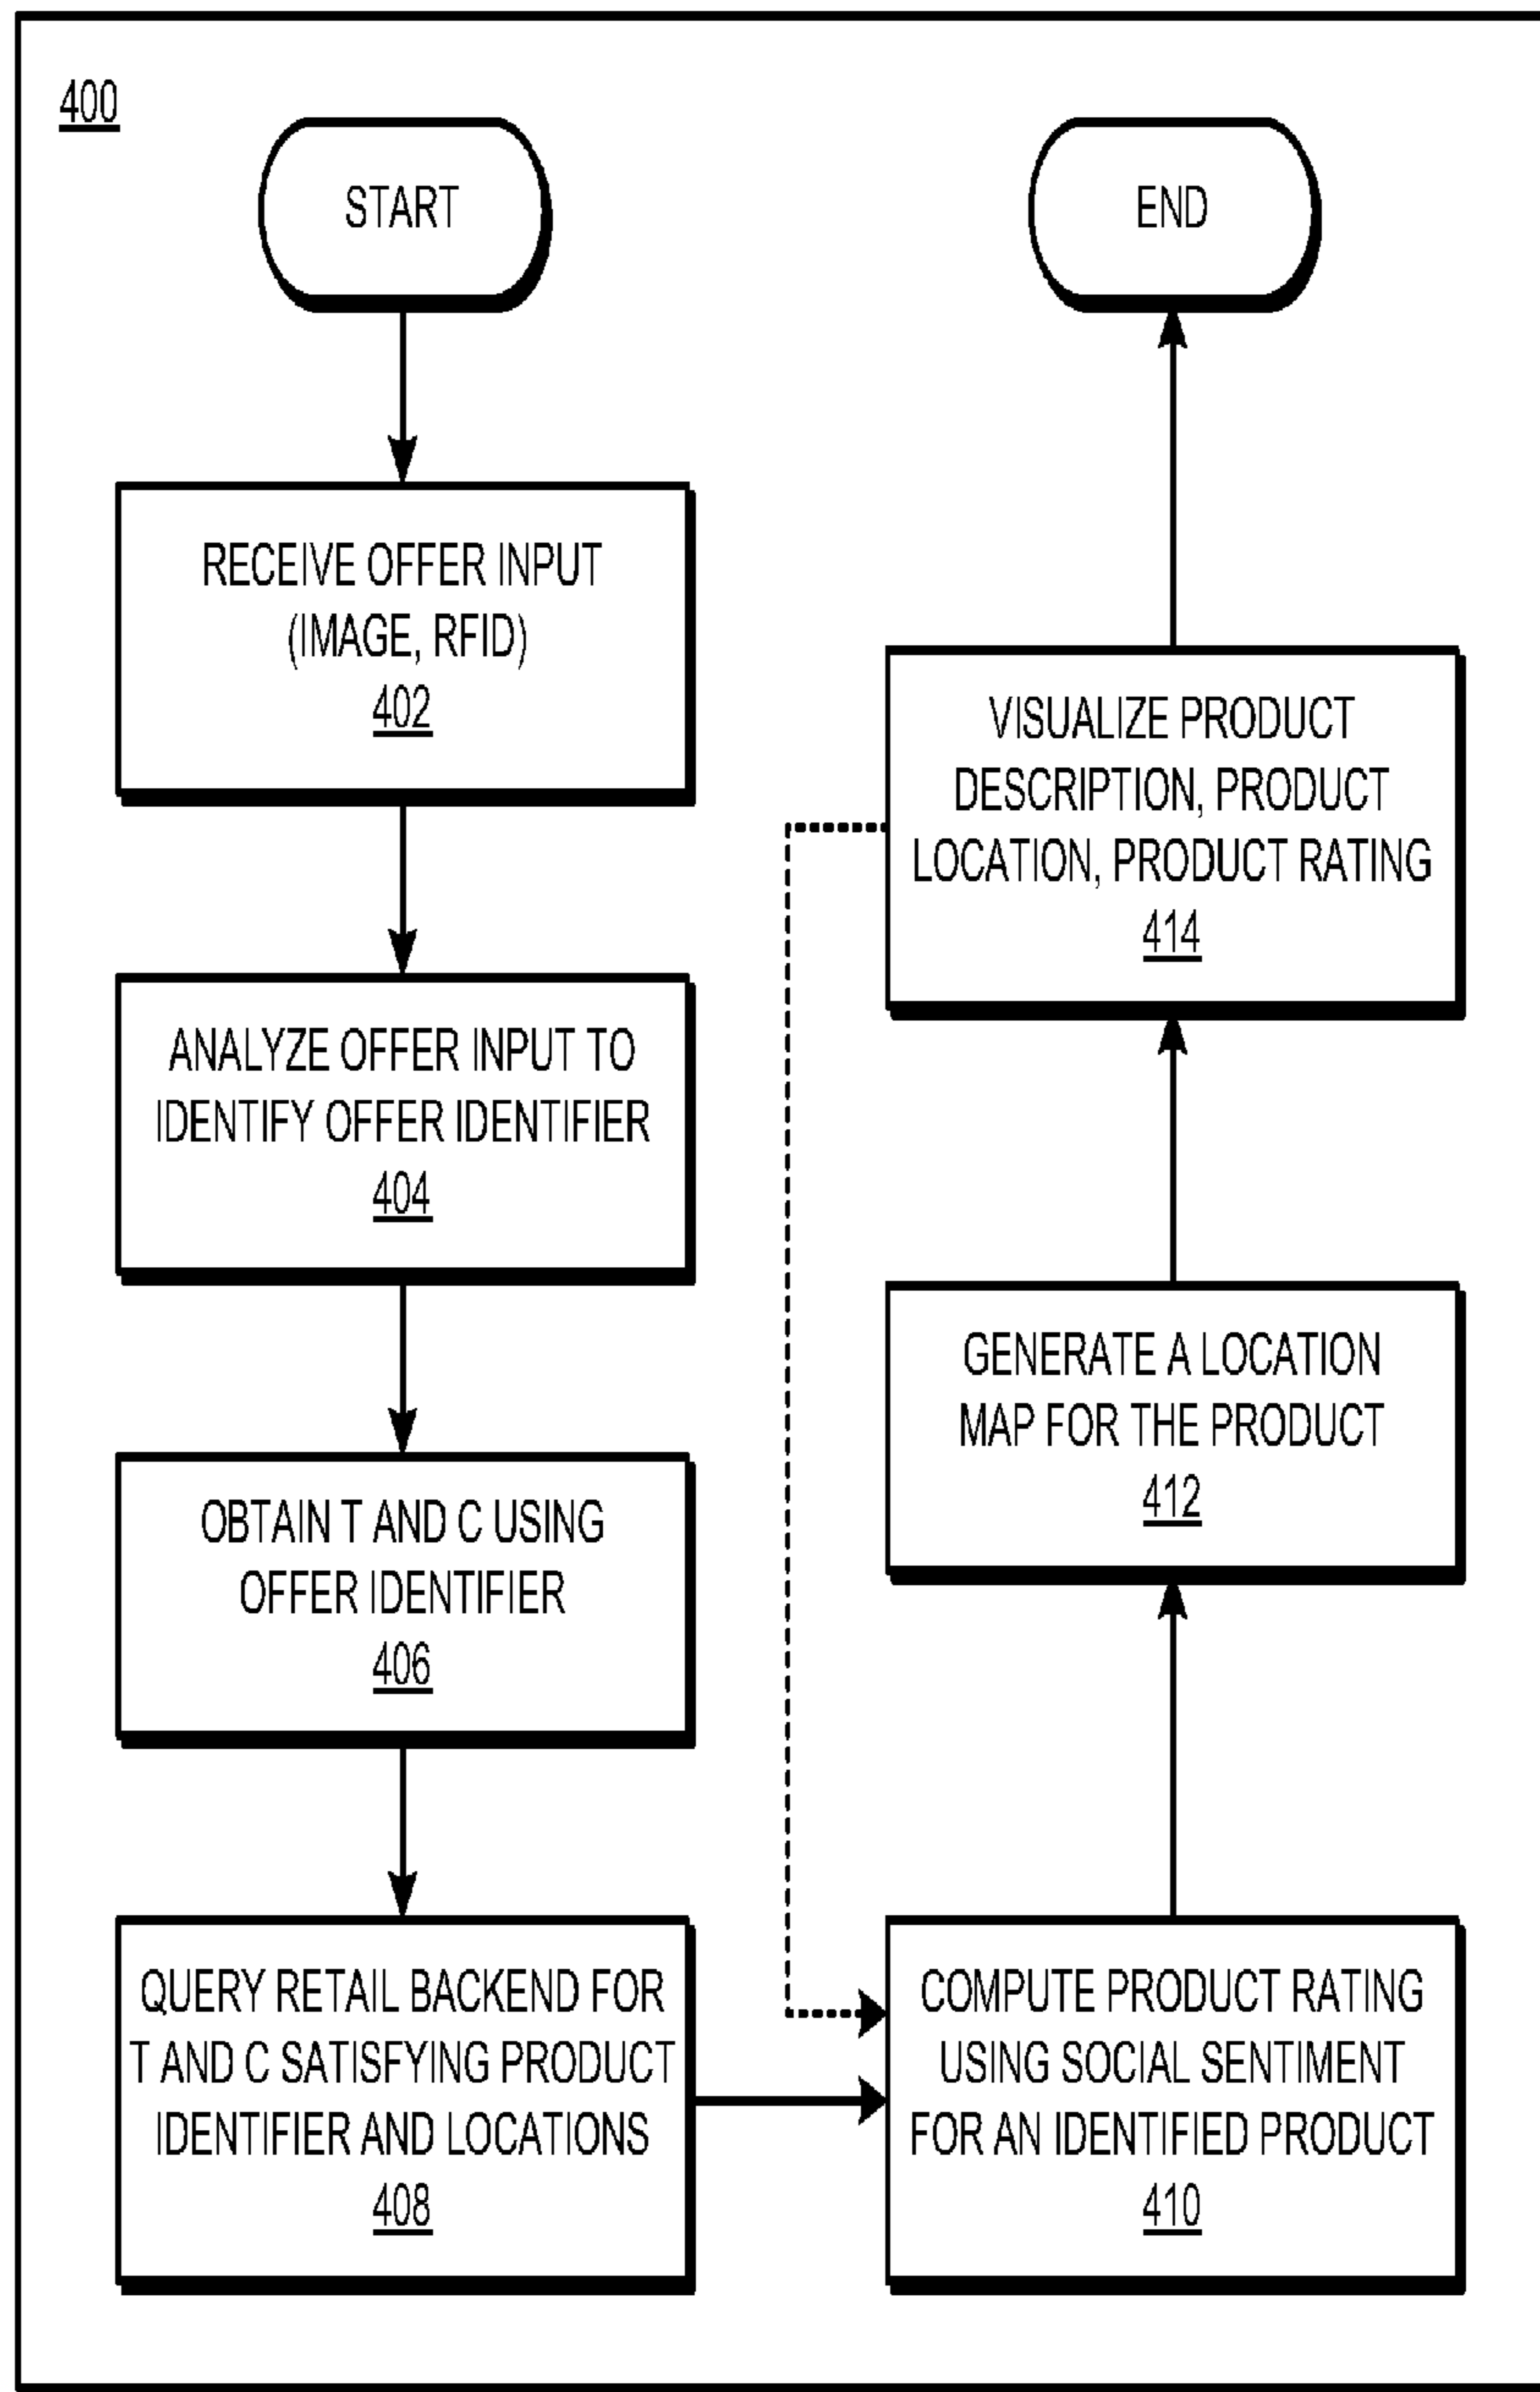 400
START
RECEIVE OFFER INPUT
(IMAGE, RFID)
402
ANALYZE OFFER INPUT TO
IDENTIFY OFFER IDENTIFIER
404
OBTAIN T AND C USING
OFFER IDENTIFIER
406
QUERY RETAIL BACKEND FOR
T AND C SATISFYING PRODUCT
IDENTIFIER AND LOCATIONS
408
END
VISUALIZE PRODUCT
DESCRIPTION, PRODUCT
LOCATION, PRODUCT RATING
414
GENERATE A LOCATION
MAP FOR THE PRODUCT
412
COMPUTE PRODUCT RATING
USING SOCIAL SENTIMENT
FOR AN IDENTIFIED PRODUCT
410